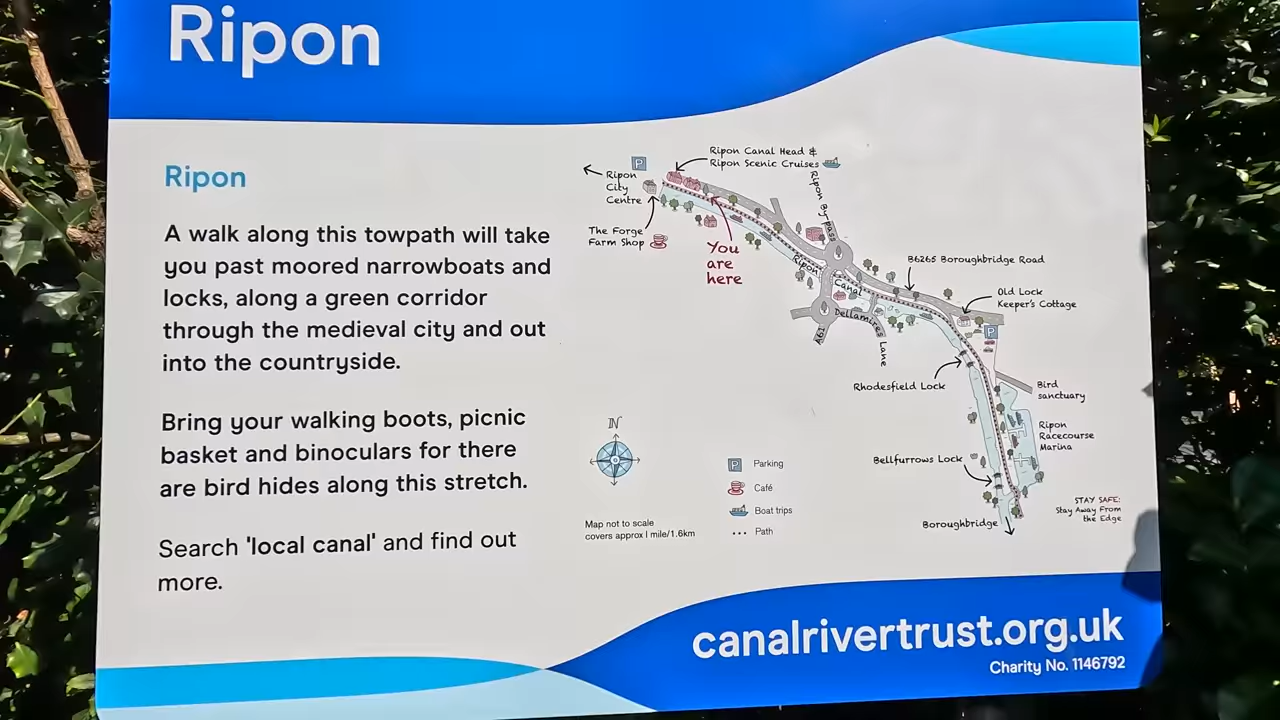 Ripon
Ripon
A walk along this towpath will take
you past moored narrowboats and
locks, along a green corridor
through the medieval city and out
into the countryside.
Bring your walking boots, picnic
basket and binoculars for there
are bird hides along this stretch.
Search 'local canal' and find out
more.
Ripon Canal Head &
Ripon Scenic Cruises
P
Ripon
City
Centre
The Forge
Farm Shop
You
are
here
Ripon Bypass
Ripon
Canal
B6265 Boroughbridge Road
Old Lock
Keeper's Cottage
P
Dellamires
Lane
A61
Rhodesfield Lock
Bird
sanctuary
Ripon
Racecourse
Marina
Bellfurrows Lock
Boroughbridge
STAY SAFE:
Stay Away From
the Edge
N
P Parking
Café
Boat trips
Path
Map not to scale
covers approx 1 mile/1.6km
canalrivertrust.org.uk
Charity No. 1146792